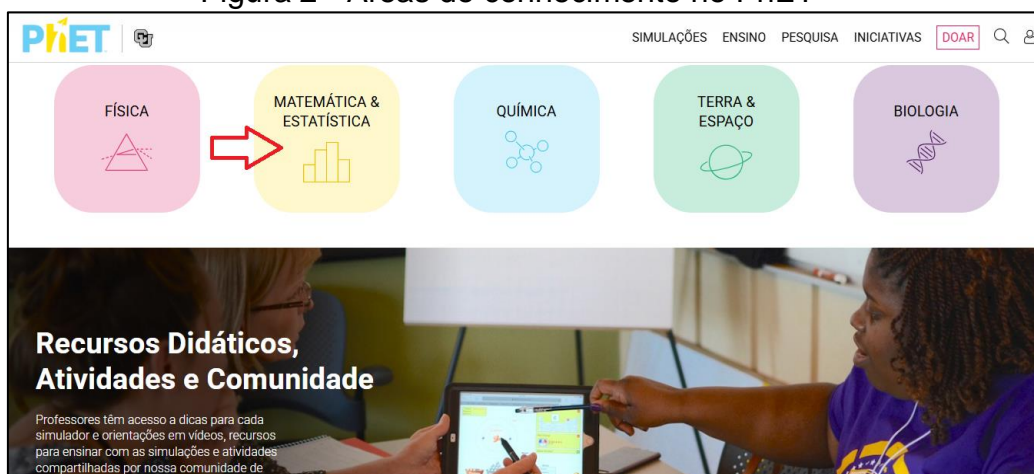 PhET
SIMULAÇÕES ENSINO PESQUISA INICIATIVAS DOAR
FÍSICA
MATEMÁTICA &
ESTATÍSTICA
QUÍMICA
TERRA &
ESPAÇO
BIOLOGIA
Recursos Didáticos,
Atividades e Comunidade
Professores têm acesso a dicas para cada
simulador e orientações em vídeos, recursos
para ensinar com as simulações e atividades
compartilhadas por nossa comunidade de